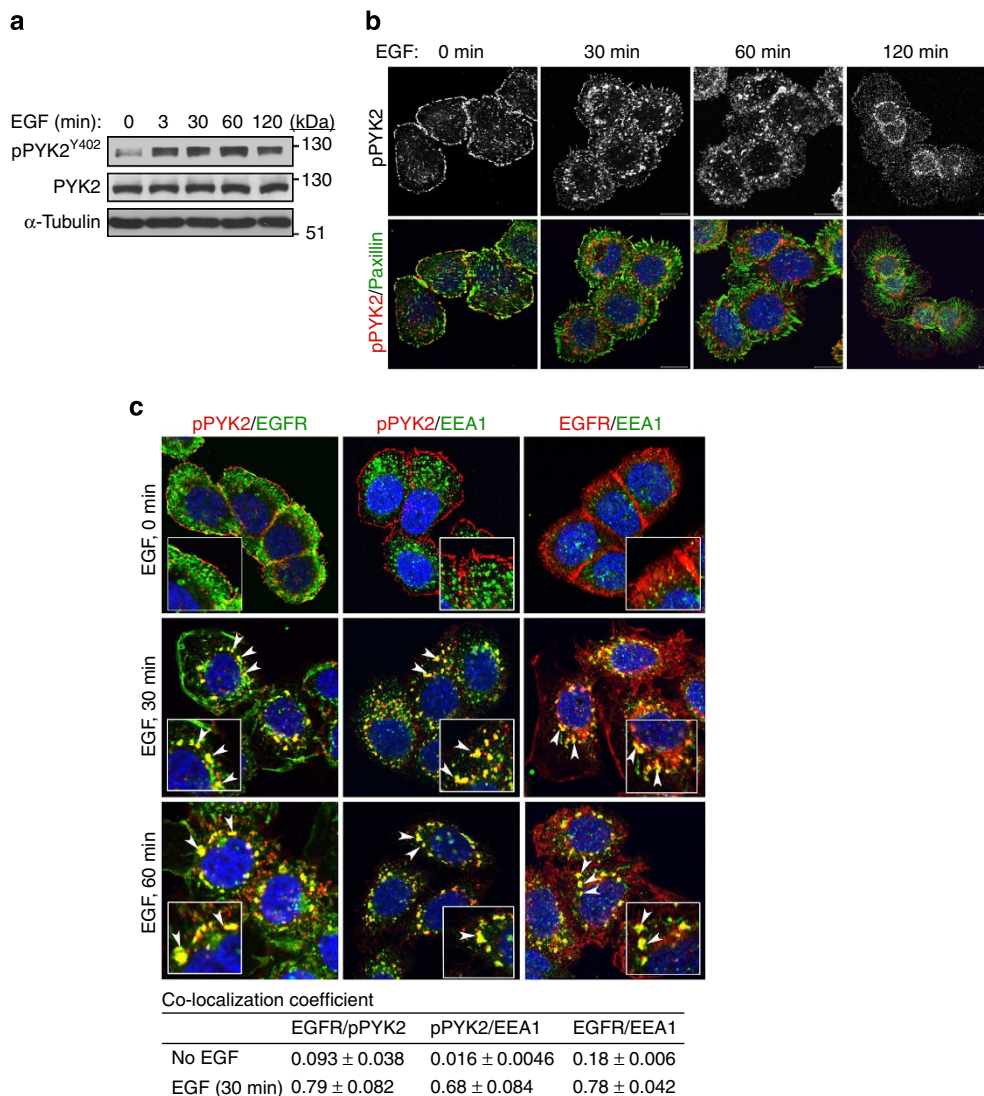 a
EGF (min): 0 3 30 60 120 (kDa)
pPYK2Y402 130
PYK2 130
α-Tubulin 51
b
EGF: 0 min 30 min 60 min 120 min
pPYK2
pPYK2/Paxillin
c
pPYK2/EGFR pPYK2/EEA1 EGFR/EEA1
EGF, 0 min
EGF, 30 min
EGF, 60 min
Co-localization coefficient
EGFR/pPYK2 pPYK2/EEA1 EGFR/EEA1
No EGF 0.093 ± 0.038 0.016 ± 0.0046 0.18 ± 0.006
EGF (30 min) 0.79 ± 0.082 0.68 ± 0.084 0.78 ± 0.042